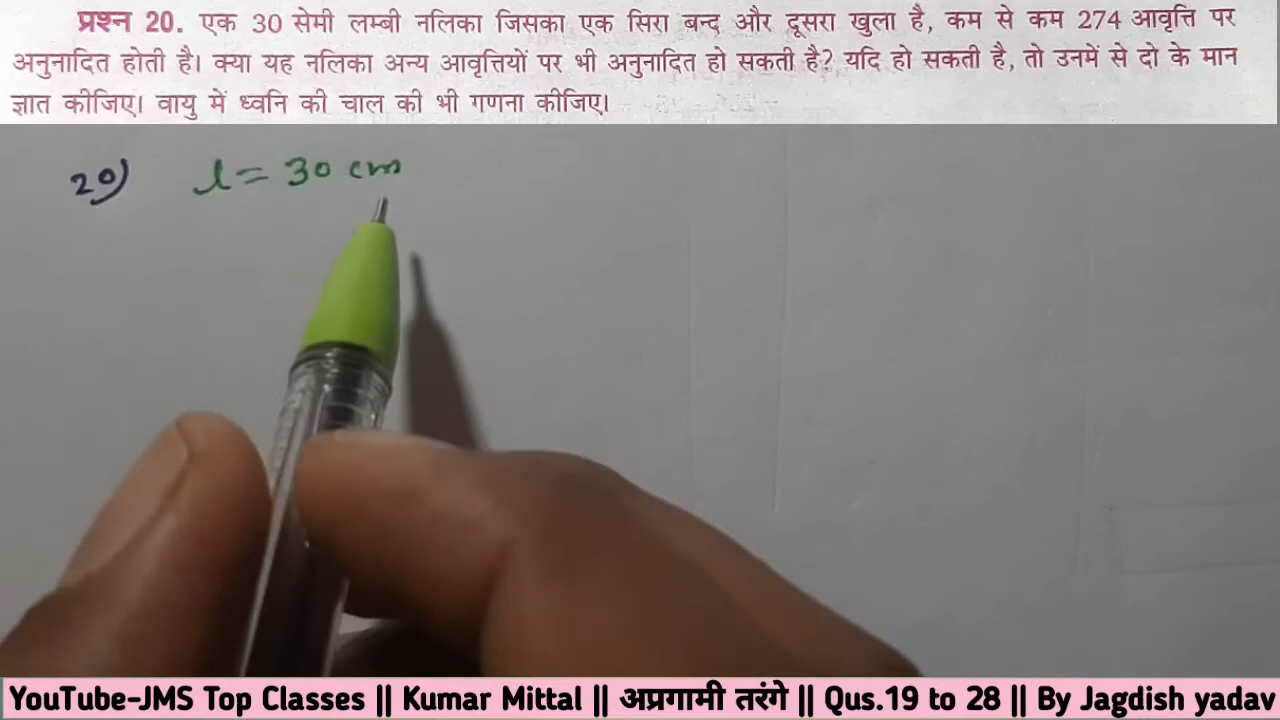 प्रश्न 20. एक 30 सेमी लम्बी नलिका जिसका एक सिरा बन्द और दूसरा खुला है, कम से कम 274 आवृत्ति पर
अनुनादित होती है। क्या यह नलिका अन्य आवृत्तियों पर भी अनुनादित हो सकती है? यदि हो सकती है, तो उनमें से दो के मान
ज्ञात कीजिए। वायु में ध्वनि की चाल की भी गणना कीजिए।
20) l = 30 cm
YouTube-JMS Top Classes || Kumar Mittal || अप्रगामी तरंगे || Qus.19 to 28 || By Jagdish yadav